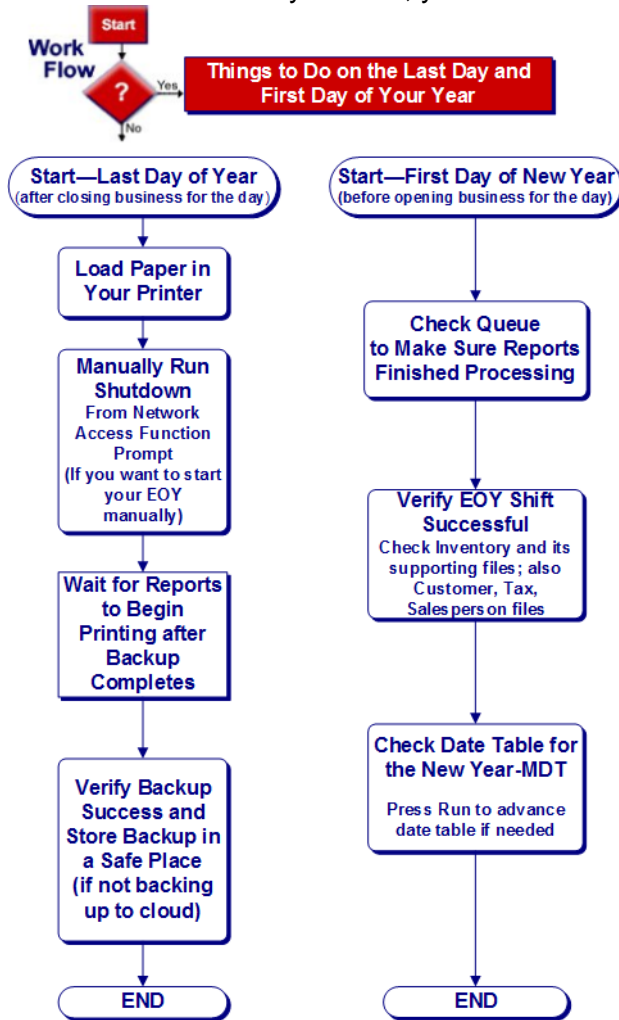 Start
Work
Flow
?
Yes
No
Things to Do on the Last Day and
First Day of Your Year
Start—Last Day of Year
(after closing business for the day)
Load Paper in
Your Printer
Manually Run
Shutdown
From Network
Access Function
Prompt
(If you want to start
your EOY
manually)
Wait for Reports
to Begin
Printing after
Backup
Completes
Verify Backup
Success and
Store Backup in
a Safe Place
(if not backing
up to cloud)
END
Start—First Day of New Year
(before opening business for the day)
Check Queue
to Make Sure Reports
Finished Processing
Verify EOY Shift
Successful
Check Inventory and its
supporting files; also
Customer, Tax,
Salesperson files
Check Date Table for
the New Year-MDT
Press Run to advance
date table if needed
END